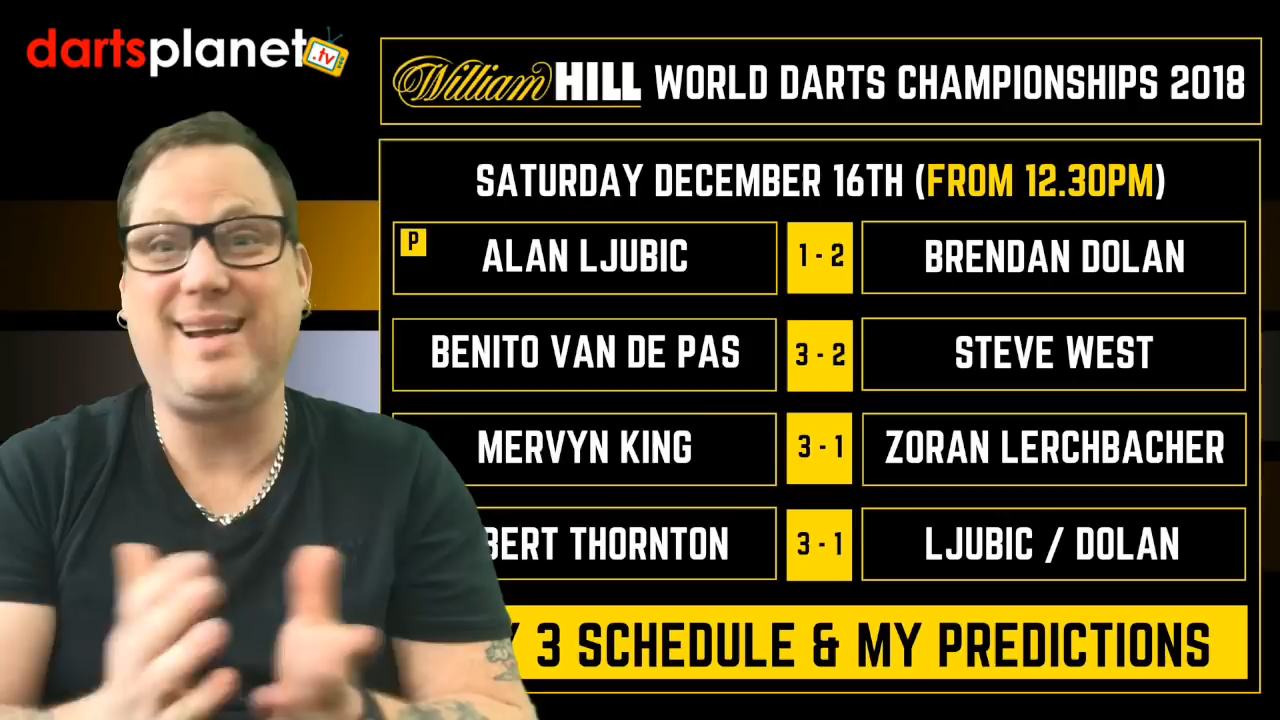 dartsplanet.tv
William HILL WORLD DARTS CHAMPIONSHIPS 2018
SATURDAY DECEMBER 16TH (FROM 12.30PM)
P ALAN LJUBIC 1 - 2 BRENDAN DOLAN
BENITO VAN DE PAS 3 - 2 STEVE WEST
MERVYN KING 3 - 1 ZORAN LERCHBACHER
BERT THORNTON 3 - 1 LJUBIC / DOLAN
3 SCHEDULE & MY PREDICTIONS